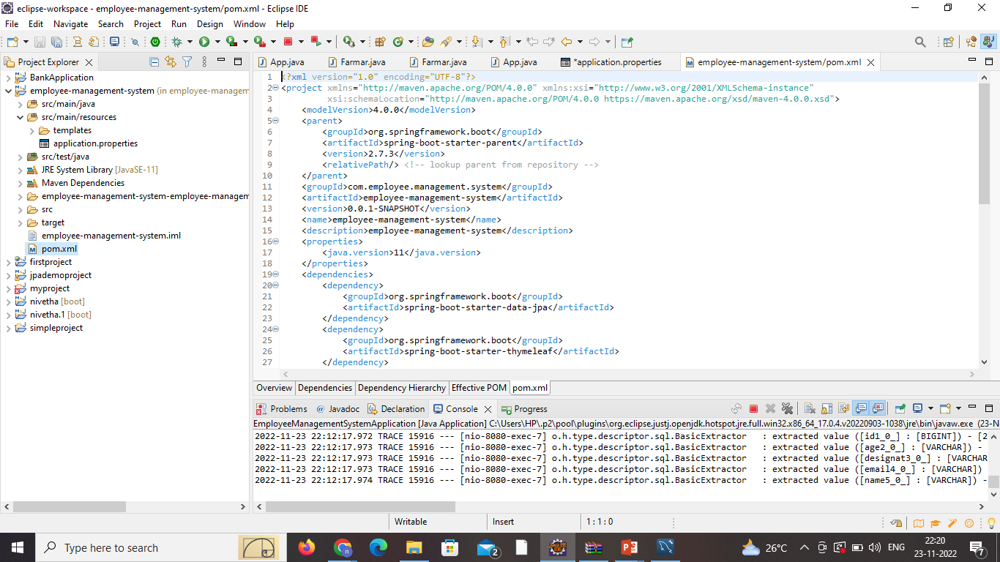 eclipse-workspace - employee-management-system/pom.xml - Eclipse IDE
File Edit Navigate Search Project Run Design Window Help
Project Explorer
BankApplication
employee-management-system (in employee-managem
src/main/java
src/main/resources
templates
application.properties
src/test/java
JRE System Library [JavaSE-11]
Maven Dependencies
employee-management-system-employee-managem
src
target
employee-management-system.iml
pom.xml
firstproject
jpademoproject
myproject
nivetha [boot]
nivetha.1 [boot]
simpleproject
App.java Farmar.java Farmar.java App.java *application.properties employee-management-system/pom.xml
1 <?xml version="1.0" encoding="UTF-8"?>
2 <project xmlns="http://maven.apache.org/POM/4.0.0" xmlns:xsi="http://www.w3.org/2001/XMLSchema-instance"
3 xsi:schemaLocation="http://maven.apache.org/POM/4.0.0 https://maven.apache.org/xsd/maven-4.0.0.xsd">
4 <modelVersion>4.0.0</modelVersion>
5 <parent>
6 <groupId>org.springframework.boot</groupId>
7 <artifactId>spring-boot-starter-parent</artifactId>
8 <version>2.7.3</version>
9 <relativePath/> <!-- lookup parent from repository -->
10 </parent>
11 <groupId>com.employee.management.system</groupId>
12 <artifactId>employee-management-system</artifactId>
13 <version>0.0.1-SNAPSHOT</version>
14 <name>employee-management-system</name>
15 <description>employee-management-system</description>
16 <properties>
17 <java.version>11</java.version>
18 </properties>
19 <dependencies>
20 <dependency>
21 <groupId>org.springframework.boot</groupId>
22 <artifactId>spring-boot-starter-data-jpa</artifactId>
23 </dependency>
24 <dependency>
25 <groupId>org.springframework.boot</groupId>
26 <artifactId>spring-boot-starter-thymeleaf</artifactId>
27 </dependency>
Overview Dependencies Dependency Hierarchy Effective POM pom.xml
Problems @ Javadoc Declaration Console Progress
EmployeeManagementSystemApplication [Java Application] C:\Users\HP\.p2\pool\plugins\org.eclipse.justj.openjdk.hotspot.jre.full.win32.x86_64_17.0.4.v20220903-1038\jre\bin\javaw.exe (23-N
2022-11-23 22:12:17.972 TRACE 15916 --- [nio-8080-exec-7] o.h.type.descriptor.sql.BasicExtractor : extracted value ([id1_0_] : [BIGINT]) - [2
2022-11-23 22:12:17.973 TRACE 15916 --- [nio-8080-exec-7] o.h.type.descriptor.sql.BasicExtractor : extracted value ([age2_0_] : [VARCHAR]) -
2022-11-23 22:12:17.973 TRACE 15916 --- [nio-8080-exec-7] o.h.type.descriptor.sql.BasicExtractor : extracted value ([designat3_0_] : [VARCHAR
2022-11-23 22:12:17.973 TRACE 15916 --- [nio-8080-exec-7] o.h.type.descriptor.sql.BasicExtractor : extracted value ([email4_0_] : [VARCHAR])
2022-11-23 22:12:17.974 TRACE 15916 --- [nio-8080-exec-7] o.h.type.descriptor.sql.BasicExtractor : extracted value ([name5_0_] : [VARCHAR]) -
Writable Insert 1 : 1 : 0
Type here to search
2
26°C
ENG
22:20
23-11-2022
7